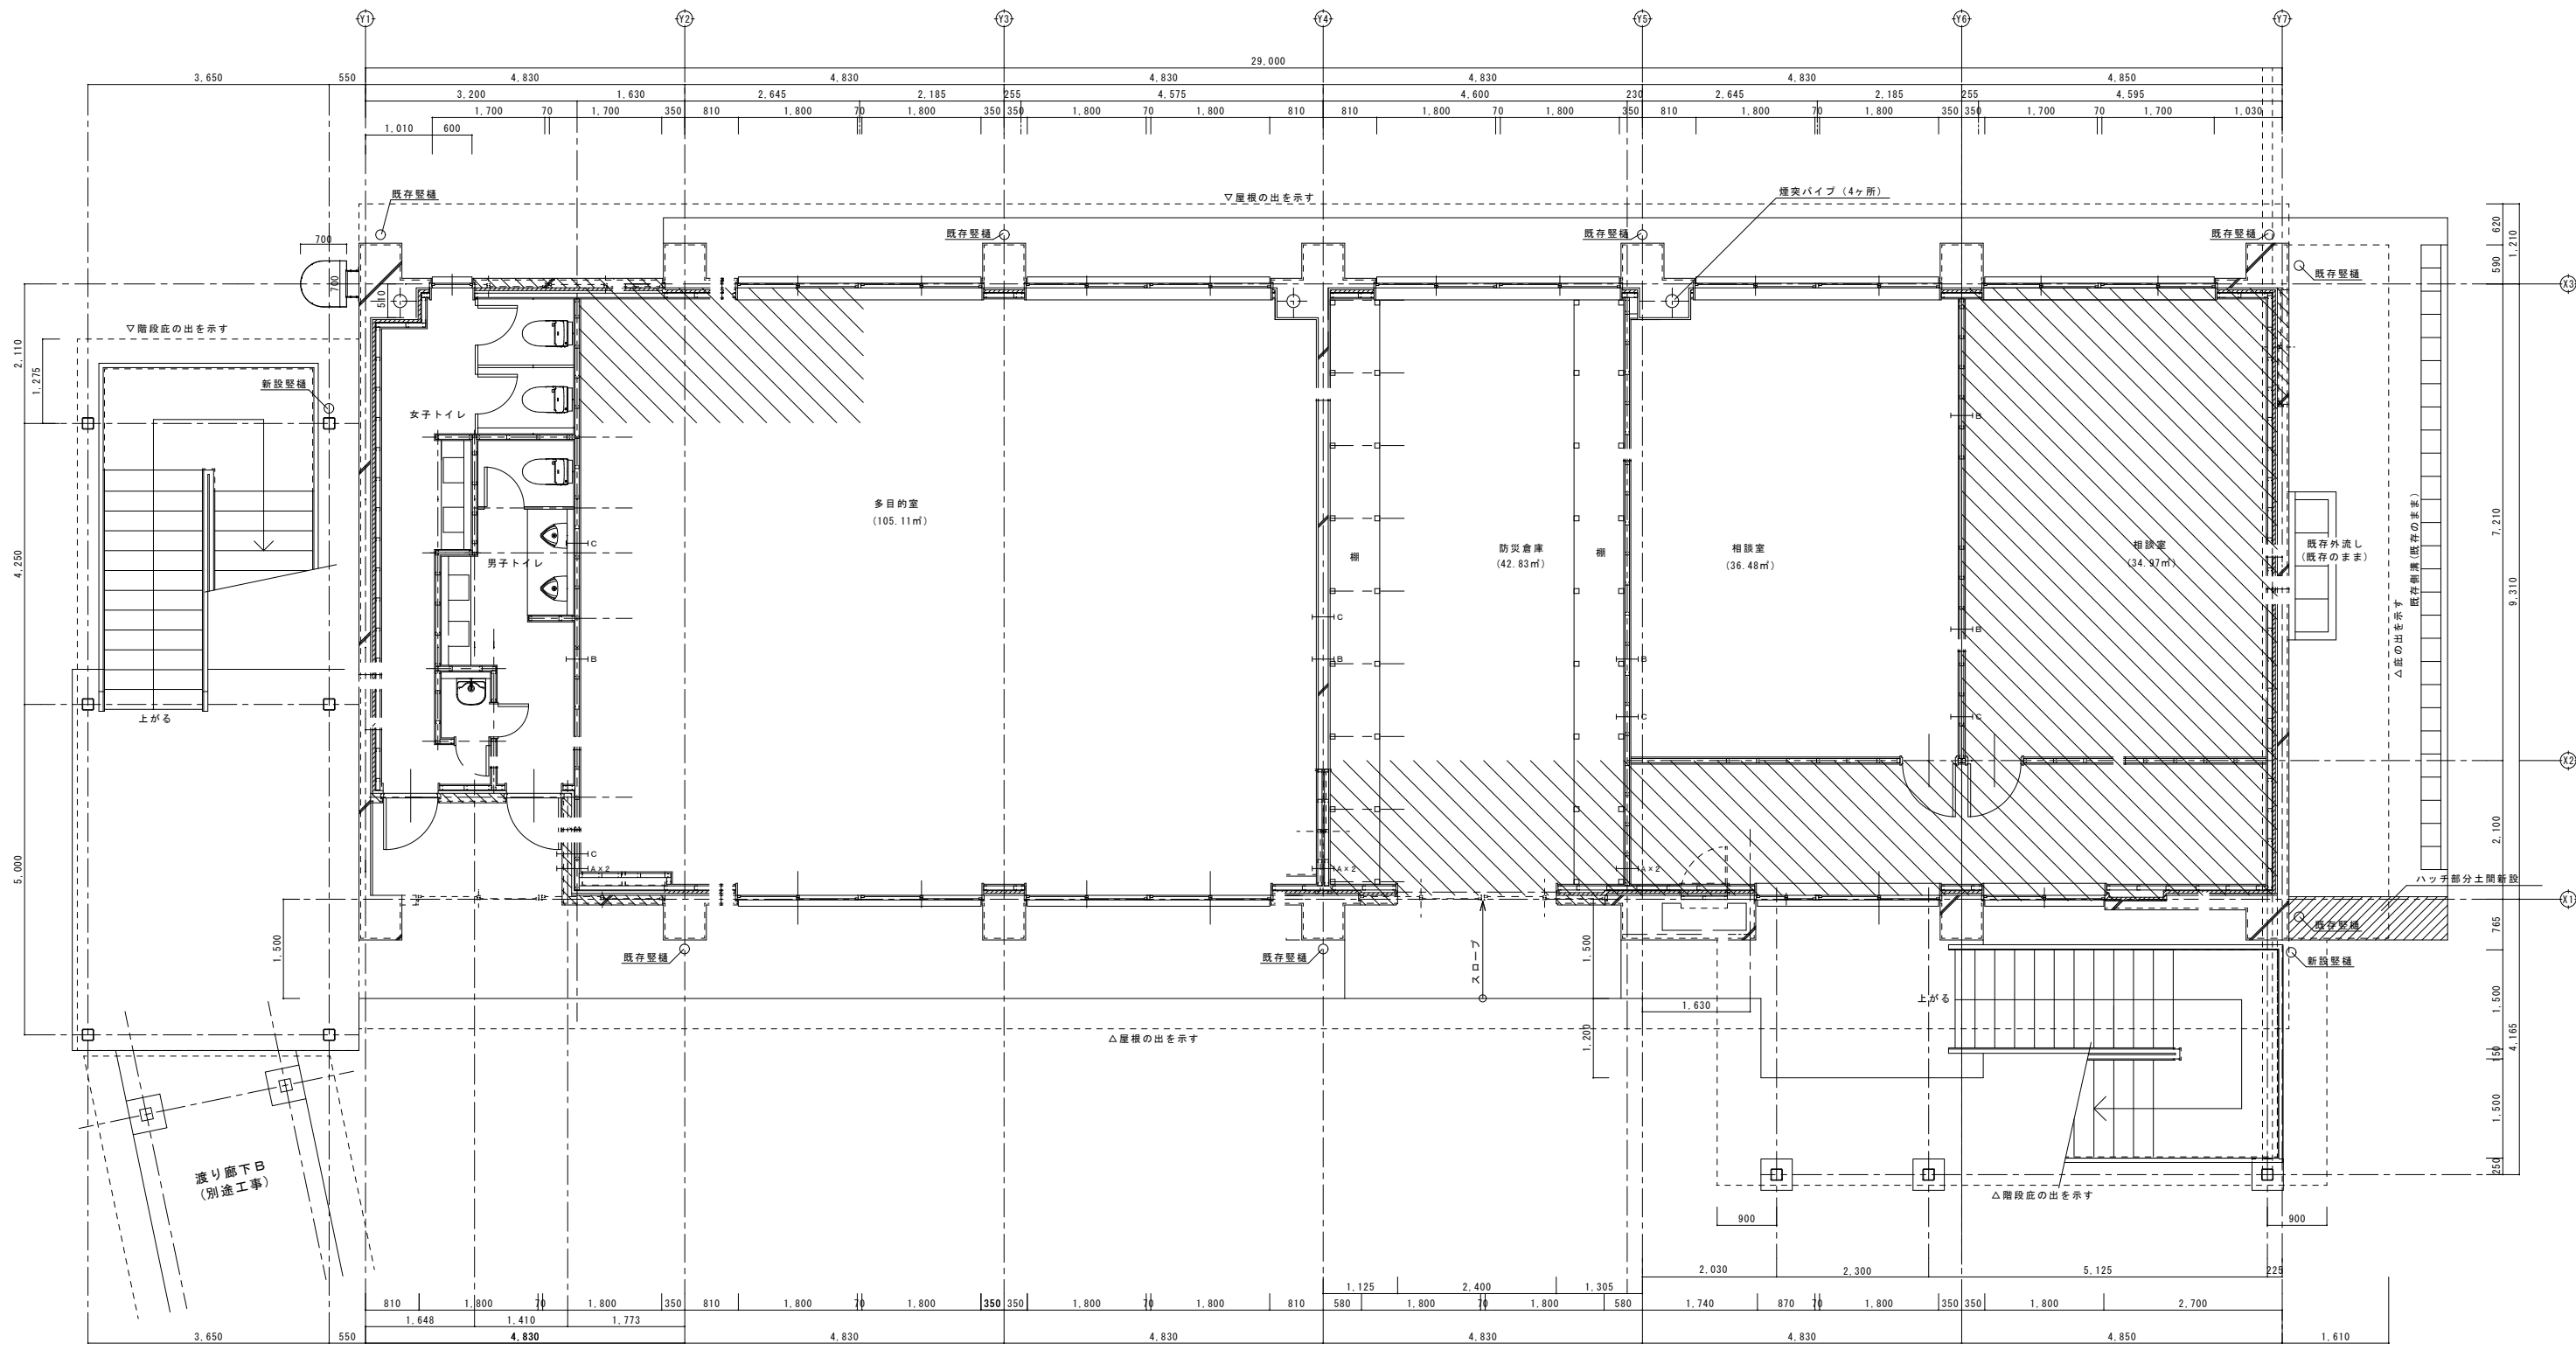 Y1 Y2 Y3 Y4 Y5 Y6 Y7
29,000
3,650 550 4,830 4,830 4,830 4,830 4,830 4,850
3,200 1,630 2,645 2,185 255 4,575 4,600 230 2,645 2,185 255 4,595
1,700 70 1,700 350 810 1,800 70 1,800 350 350 1,800 70 1,800 810 810 1,800 70 1,800 350 810 1,800 70 1,800 350 350 1,700 70 1,700 1,030
1,010 600
既存竪樋
▽屋根の出を示す
煙突パイプ（4ヶ所）
既存竪樋
既存竪樋
既存竪樋
既存竪樋
620
1,210
590
700
700
510
X3
▽階段庇の出を示す
2,110
1,275
新設竪樋
女子トイレ
B
多目的室
(105.11㎡)
C
男子トイレ
棚
防災倉庫
(42.83㎡)
棚
相談室
(36.48㎡)
相談室
(34.97㎡)
既存外流し
(既存のまま)
既存側溝(既存のまま)
△庇の出を示す
7,210
9,310
4,250
C
B
B
B
B
C
C
上がる
X2
2,100
5,000
C
A×2
A×2
A×2
ハッチ部分土間新設
X1
765
既存竪樋
新設竪樋
1,500
既存竪樋
既存竪樋
スロープ
1,500
1,630
1,200
上がる
1,500
150
4,165
△屋根の出を示す
1,500
250
渡り廊下B
(別途工事)
△階段庇の出を示す
900
900
2,030 2,300 5,125 225
1,125 2,400 1,305
810 1,800 70 1,800 350 810 1,800 70 1,800 350 350 1,800 70 1,800 810 580 1,800 70 1,800 580 1,740 870 70 1,800 350 350 1,800 2,700
1,648 1,410 1,773
3,650 550 4,830 4,830 4,830 4,830 4,830 4,850 1,610